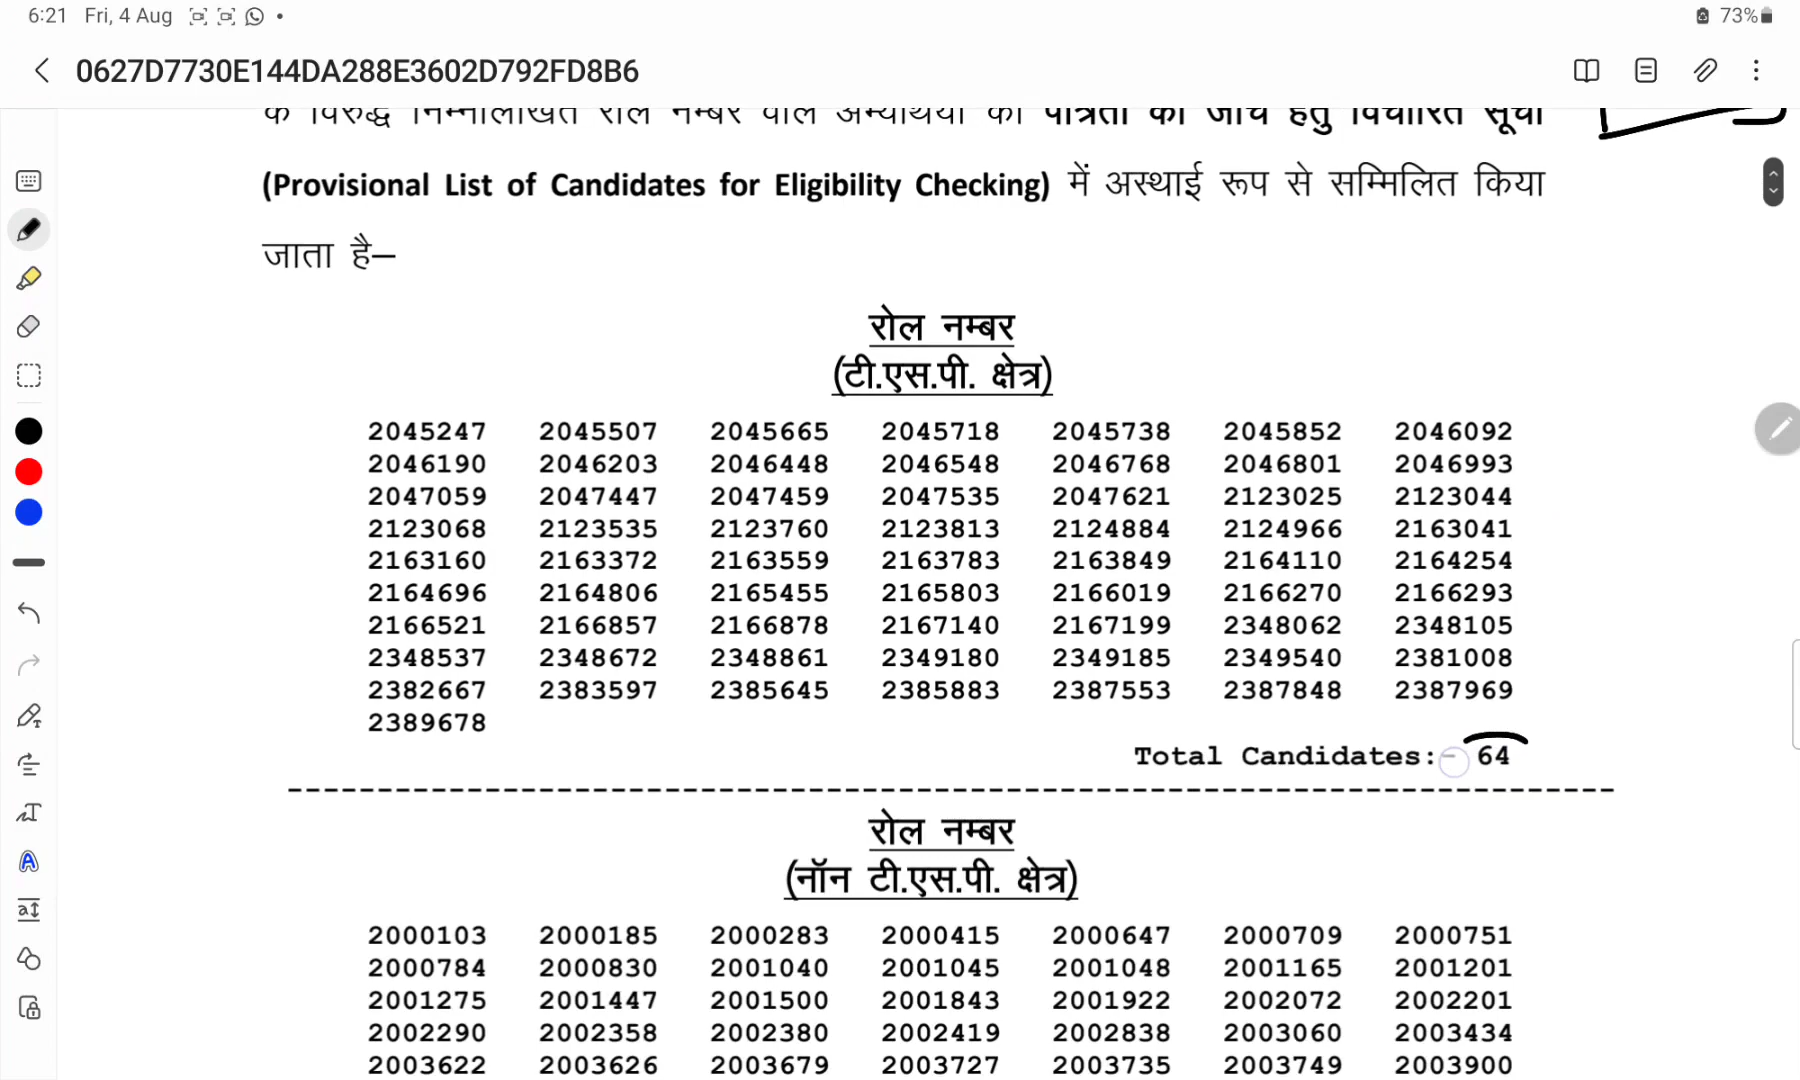 6:21 Fri, 4 Aug
73%
0627D7730E144DA288E3602D792FD8B6
के विरुद्ध निम्नलिखित रोल नम्बर वाले अभ्यर्थियों को पात्रता की जांच हेतु विचारित सूची
(Provisional List of Candidates for Eligibility Checking) में अस्थाई रूप से सम्मिलित किया
जाता है—
रोल नम्बर
(टी.एस.पी. क्षेत्र)
2045247 2045507 2045665 2045718 2045738 2045852 2046092
2046190 2046203 2046448 2046548 2046768 2046801 2046993
2047059 2047447 2047459 2047535 2047621 2123025 2123044
2123068 2123535 2123760 2123813 2124884 2124966 2163041
2163160 2163372 2163559 2163783 2163849 2164110 2164254
2164696 2164806 2165455 2165803 2166019 2166270 2166293
2166521 2166857 2166878 2167140 2167199 2348062 2348105
2348537 2348672 2348861 2349180 2349185 2349540 2381008
2382667 2383597 2385645 2385883 2387553 2387848 2387969
2389678
Total Candidates:- 64
रोल नम्बर
(नॉन टी.एस.पी. क्षेत्र)
2000103 2000185 2000283 2000415 2000647 2000709 2000751
2000784 2000830 2001040 2001045 2001048 2001165 2001201
2001275 2001447 2001500 2001843 2001922 2002072 2002201
2002290 2002358 2002380 2002419 2002838 2003060 2003434
2003622 2003626 2003679 2003727 2003735 2003749 2003900